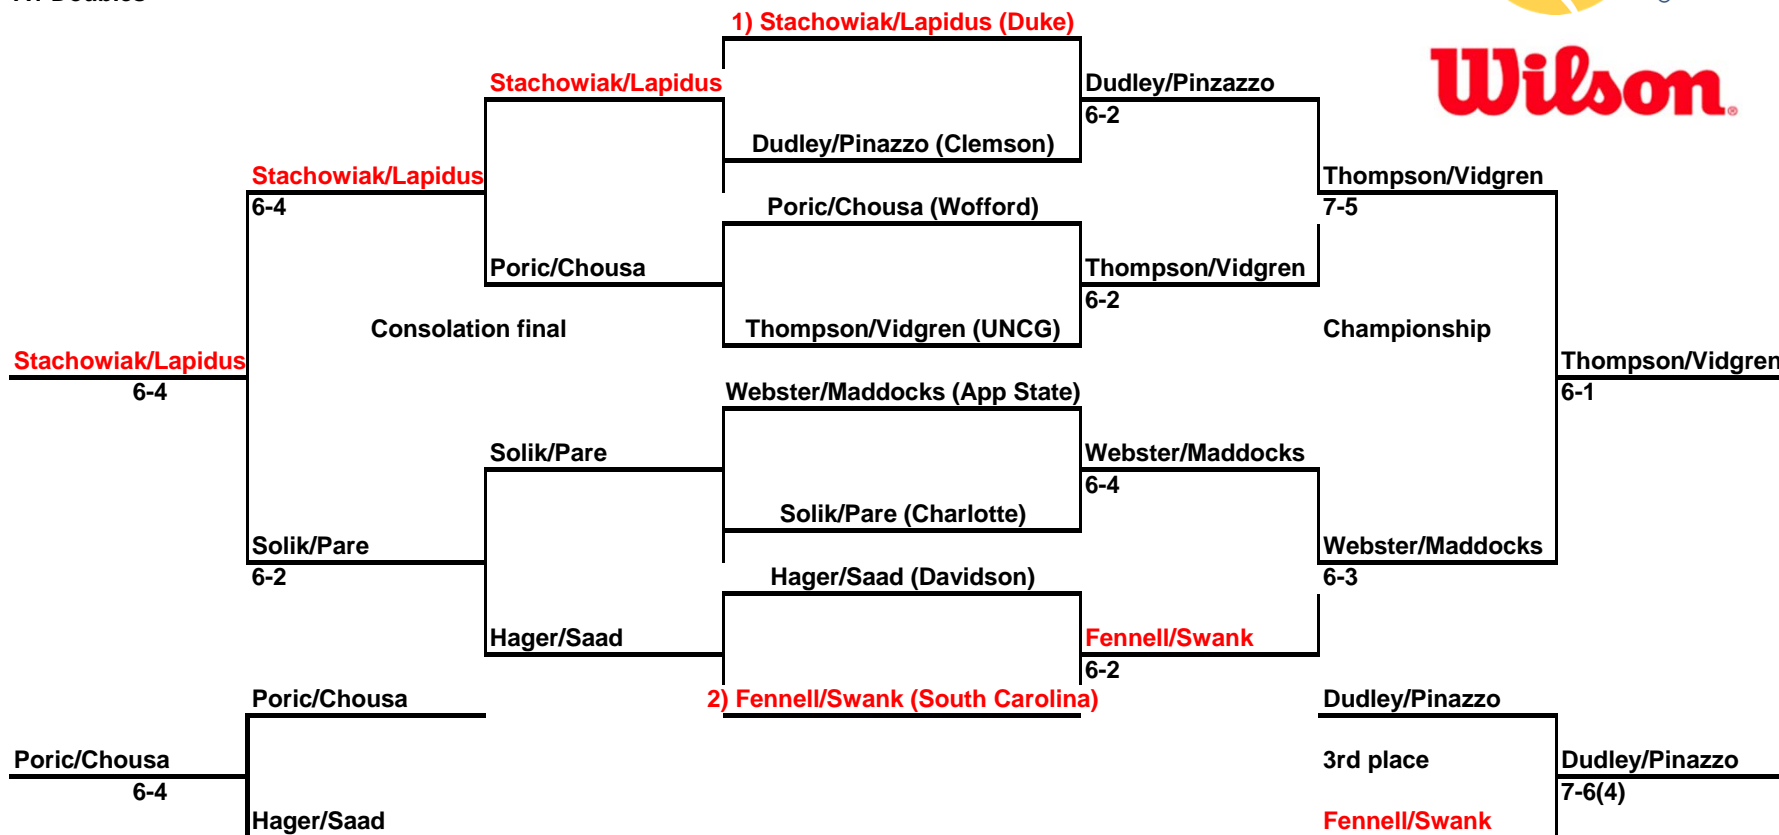 1) Stachowiak/Lapidus (Duke)
Wilson
Stachowiak/Lapidus
Dudley/Pinzazzo
6-2
Dudley/Pinazzo (Clemson)
Stachowiak/Lapidus
Thompson/Vidgren
6-4
Poric/Chousa (Wofford)
7-5
Poric/Chousa
Thompson/Vidgren
6-2
Consolation final
Thompson/Vidgren (UNCG)
Championship
Stachowiak/Lapidus
Thompson/Vidgren
6-4
Webster/Maddocks (App State)
6-1
Solik/Pare
Webster/Maddocks
6-4
Solik/Pare (Charlotte)
Solik/Pare
Webster/Maddocks
6-2
Hager/Saad (Davidson)
6-3
Hager/Saad
Fennell/Swank
6-2
Poric/Chousa
2) Fennell/Swank (South Carolina)
Dudley/Pinazzo
Poric/Chousa
3rd place
Dudley/Pinazzo
6-4
7-6(4)
Hager/Saad
Fennell/Swank